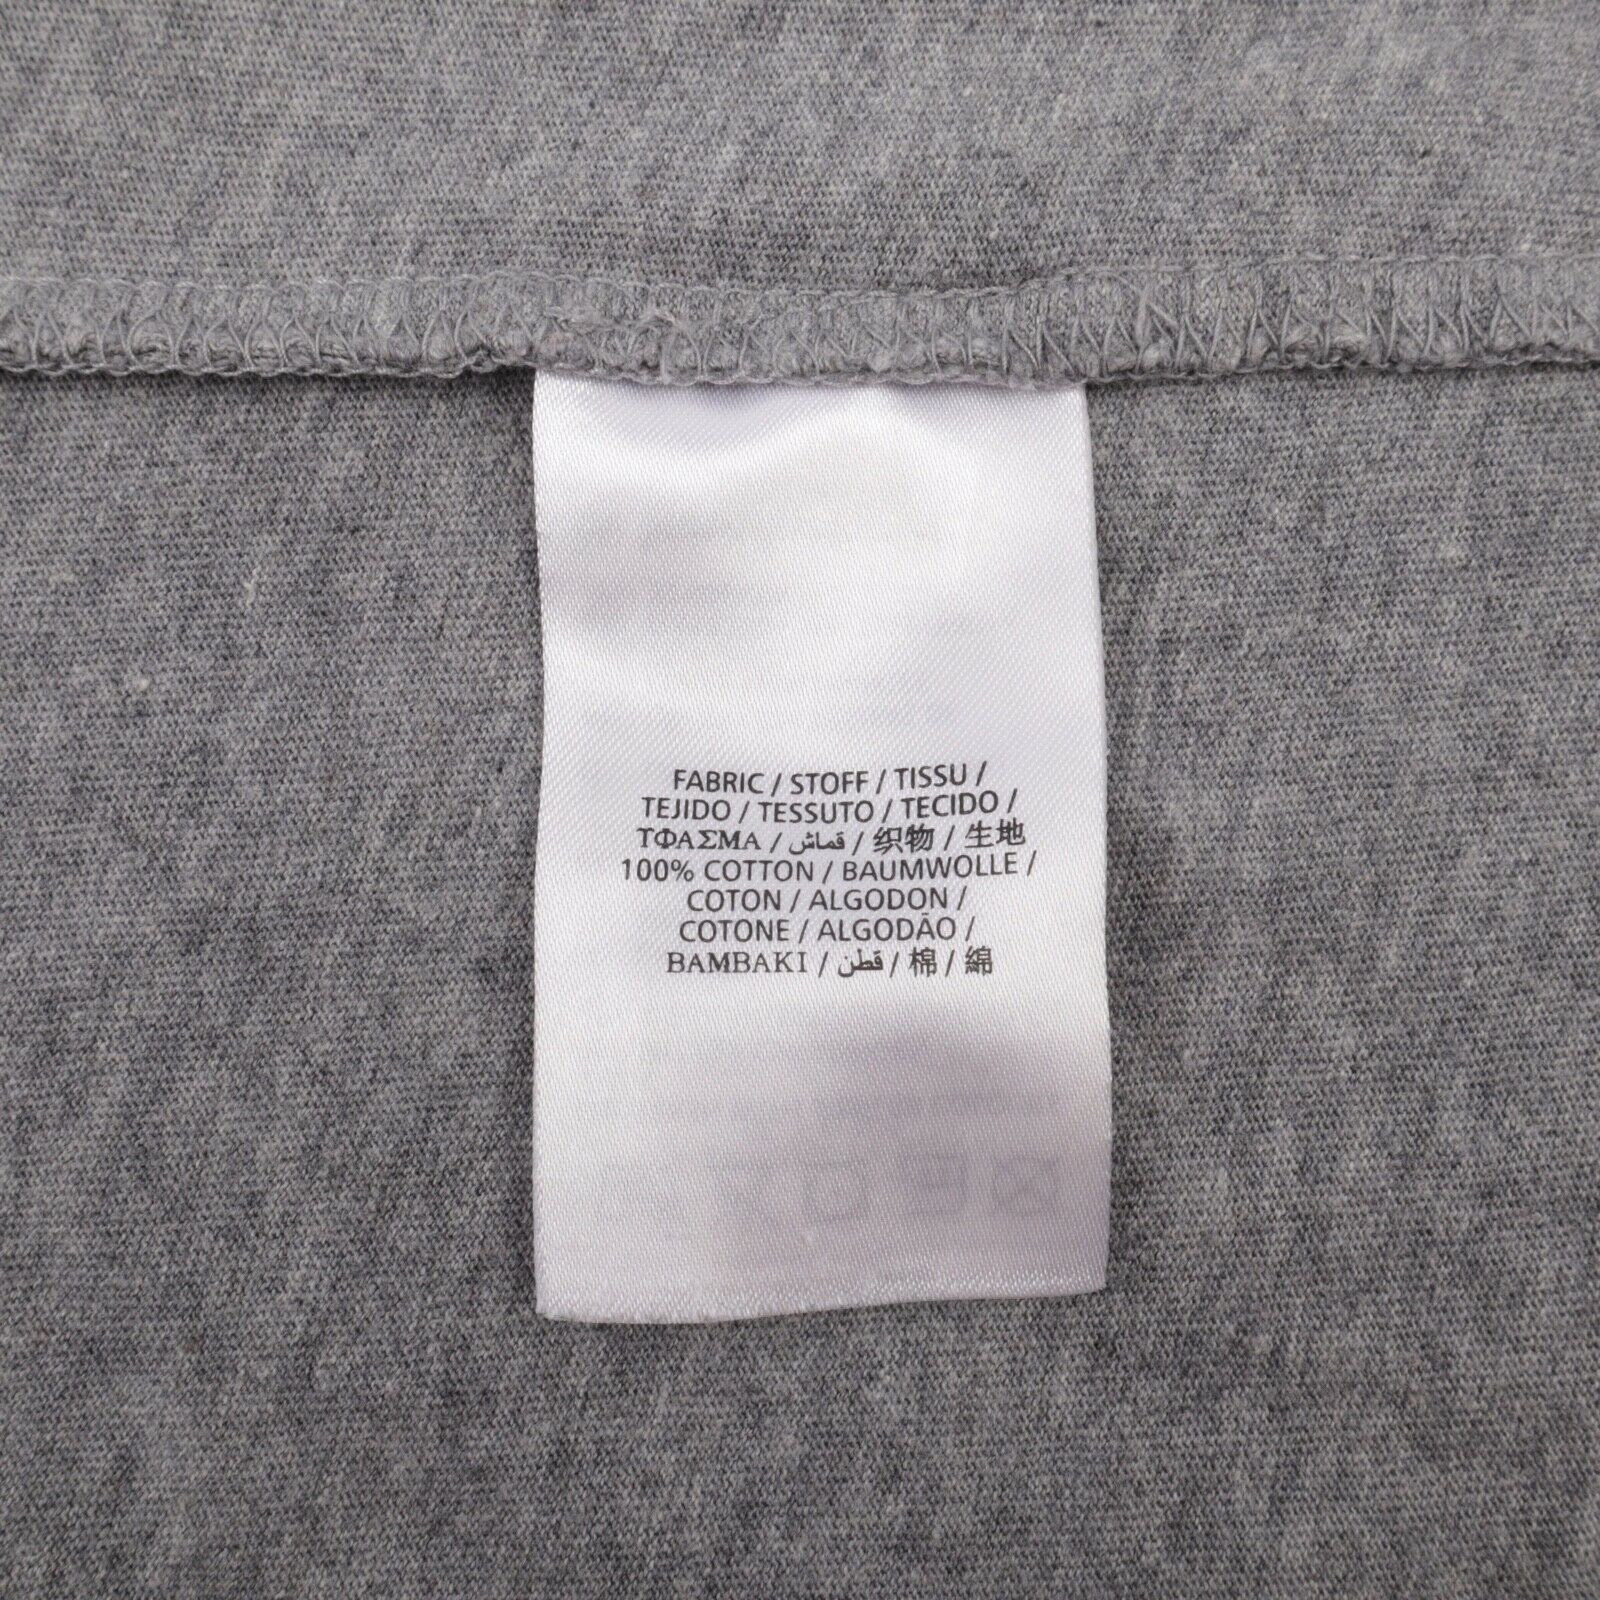 FABRIC / STOFF / TISSU /
TEJIDO / TESSUTO / TECIDO /
ΤΦΑΣΜΑ / قماش / 织物 / 生地
100% COTTON / BAUMWOLLE /
COTON / ALGODON /
COTONE / ALGODÃO /
BAMBAKI / قطن / 棉 / 綿